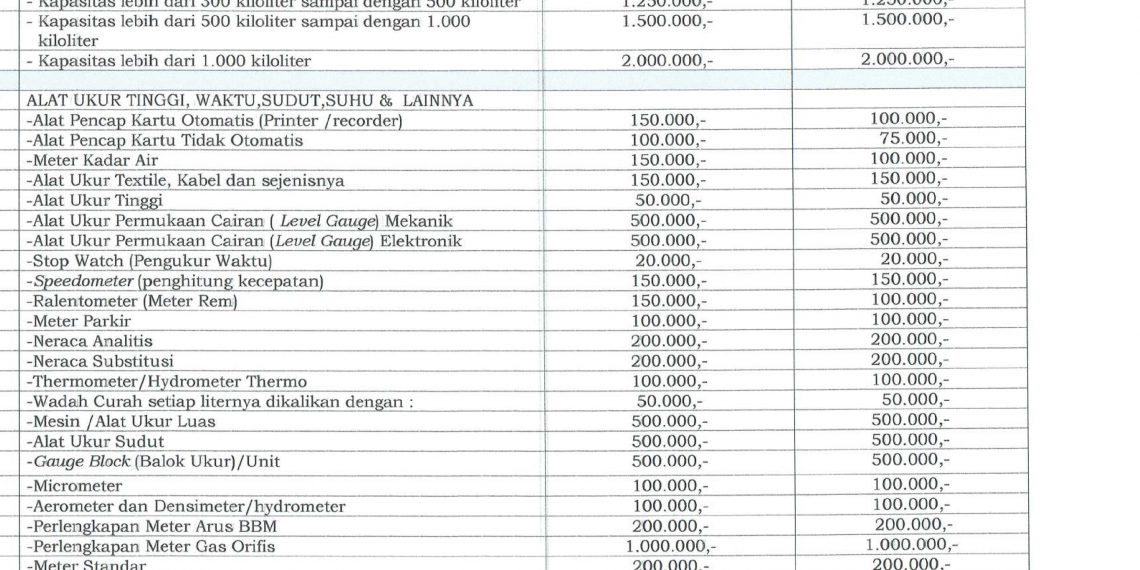 - Kapasitas lebih dari 300 kiloliter sampai dengan 500 kiloliter 1.250.000,- 1.250.000,-
- Kapasitas lebih dari 500 kiloliter sampai dengan 1.000 1.500.000,- 1.500.000,-
kiloliter
- Kapasitas lebih dari 1.000 kiloliter 2.000.000,- 2.000.000,-
ALAT UKUR TINGGI, WAKTU,SUDUT,SUHU & LAINNYA
-Alat Pencap Kartu Otomatis (Printer /recorder) 150.000,- 100.000,-
-Alat Pencap Kartu Tidak Otomatis 100.000,- 75.000,-
-Meter Kadar Air 150.000,- 100.000,-
-Alat Ukur Textile, Kabel dan sejenisnya 150.000,- 150.000,-
-Alat Ukur Tinggi 50.000,- 50.000,-
-Alat Ukur Permukaan Cairan ( Level Gauge) Mekanik 500.000,- 500.000,-
-Alat Ukur Permukaan Cairan (Level Gauge) Elektronik 500.000,- 500.000,-
-Stop Watch (Pengukur Waktu) 20.000,- 20.000,-
-Speedometer (penghitung kecepatan) 150.000,- 150.000,-
-Ralentometer (Meter Rem) 150.000,- 100.000,-
-Meter Parkir 100.000,- 100.000,-
-Neraca Analitis 200.000,- 200.000,-
-Neraca Substitusi 200.000,- 200.000,-
-Thermometer/Hydrometer Thermo 100.000,- 100.000,-
-Wadah Curah setiap liternya dikalikan dengan : 50.000,- 50.000,-
-Mesin /Alat Ukur Luas 500.000,- 500.000,-
-Alat Ukur Sudut 500.000,- 500.000,-
-Gauge Block (Balok Ukur)/Unit 500.000,- 500.000,-
-Micrometer 100.000,- 100.000,-
-Aerometer dan Densimeter/hydrometer 100.000,- 100.000,-
-Perlengkapan Meter Arus BBM 200.000,- 200.000,-
-Perlengkapan Meter Gas Orifis 1.000.000,- 1.000.000,-
-Meter Standar 200.000,- 200.000,-